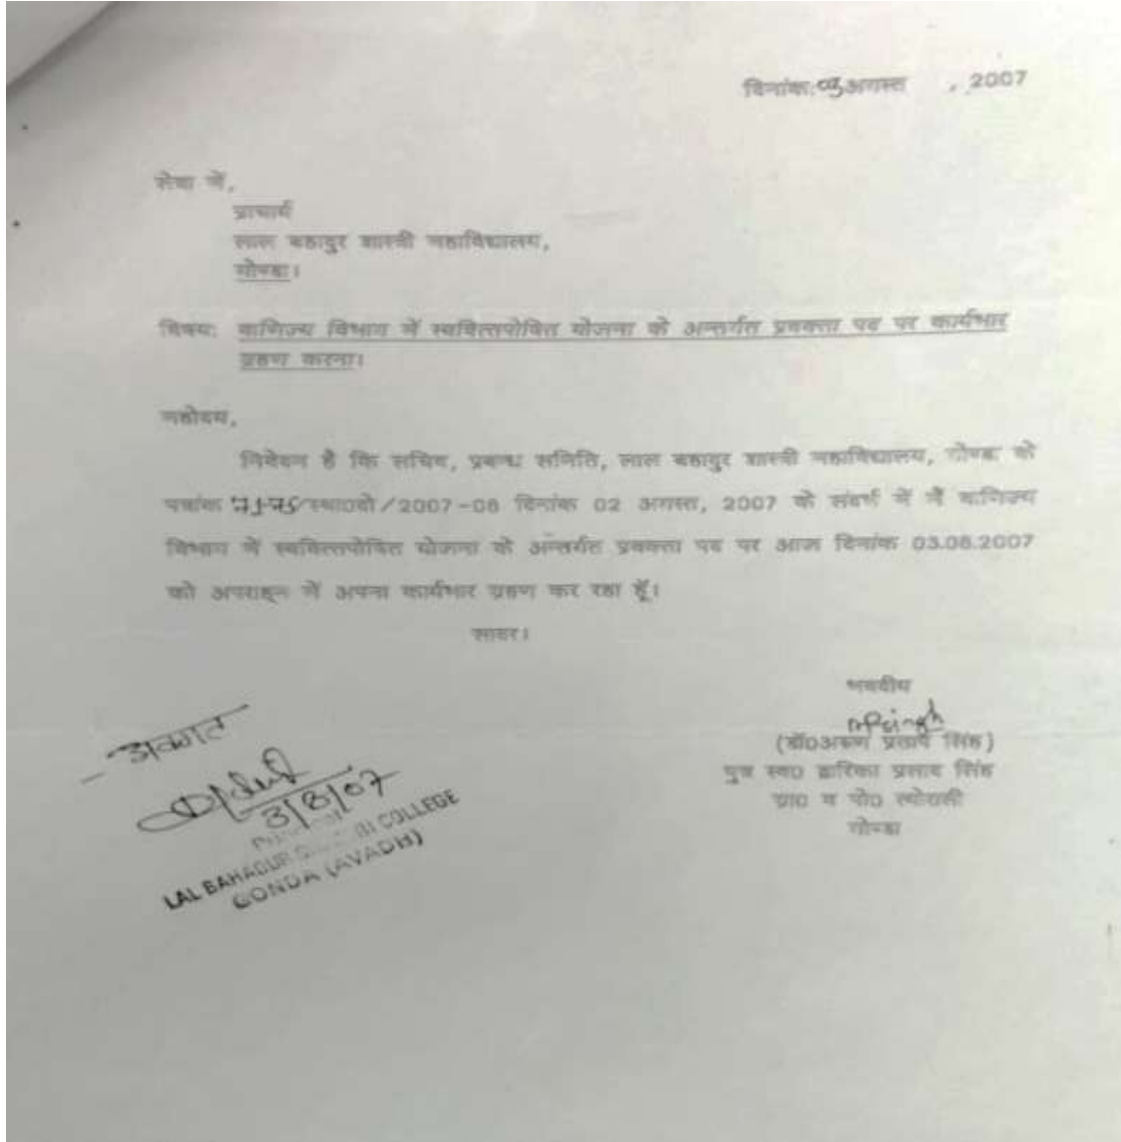 दिनांक: 03 अगस्त , 2007
सेवा में,
प्राचार्य
लाल बहादुर शास्त्री महाविद्यालय,
गोण्डा।
विषय: वाणिज्य विभाग में स्ववित्तपोषित योजना के अन्तर्गत प्रवक्ता पद पर कार्यभार
ग्रहण करना।
महोदय,
निवेदन है कि सचिव, प्रबन्ध समिति, लाल बहादुर शास्त्री महाविद्यालय, गोण्डा के
पत्रांक /स्था0वे/2007-08 दिनांक 02 अगस्त, 2007 के संदर्भ में मैं वाणिज्य
विभाग में स्ववित्तपोषित योजना के अन्तर्गत प्रवक्ता पद पर आज दिनांक 03.08.2007
को अपराह्न में अपना कार्यभार ग्रहण कर रहा हूँ।
सादर।
भवदीय
(डॉ0अरुण प्रताप सिंह)
पुत्र स्व0 द्वारिका प्रसाद सिंह
ग्रा0 व पो0
गोण्डा
अवगत
3/8/07
LAL BAHADUR COLLEGE
GONDA (AVADH)